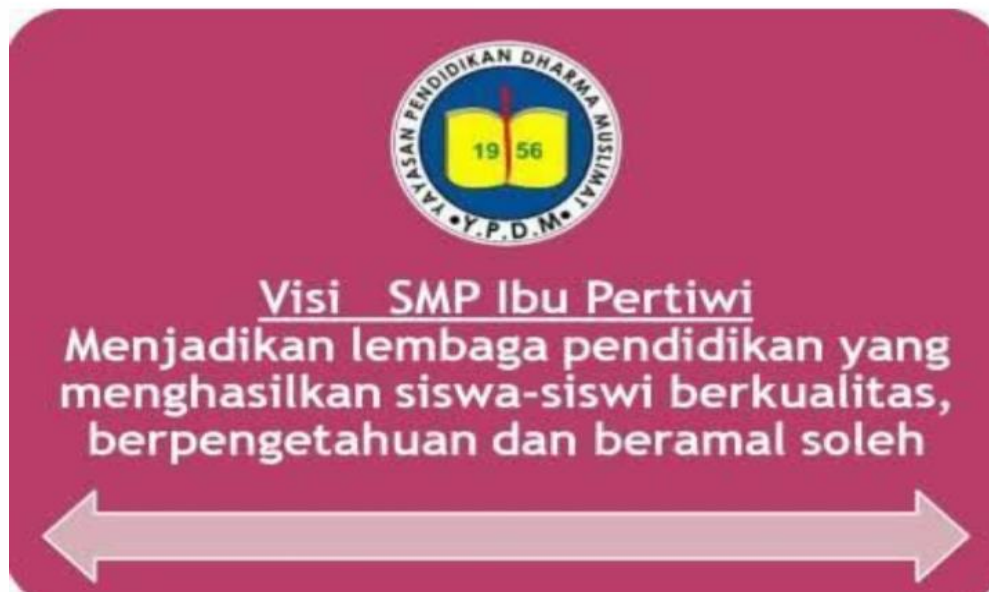 YAYASAN PENDIDIKAN DHARMA MUSLIMAT
19 56
•Y.P.D.M•
Visi SMP Ibu Pertiwi
Menjadikan lembaga pendidikan yang
menghasilkan siswa-siswi berkualitas,
berpengetahuan dan beramal soleh